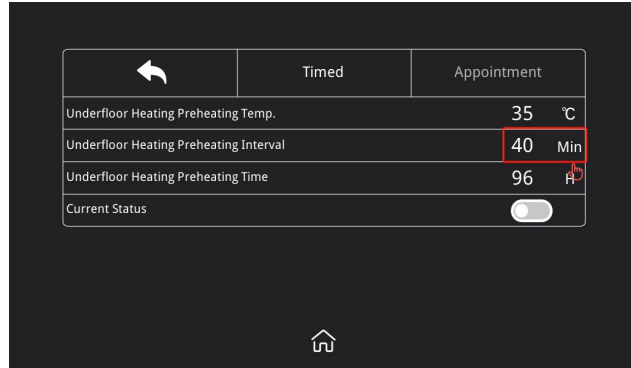 Timed Appointment
Underfloor Heating Preheating Temp. 35 ℃
Underfloor Heating Preheating Interval 40 Min
Underfloor Heating Preheating Time 96 H
Current Status